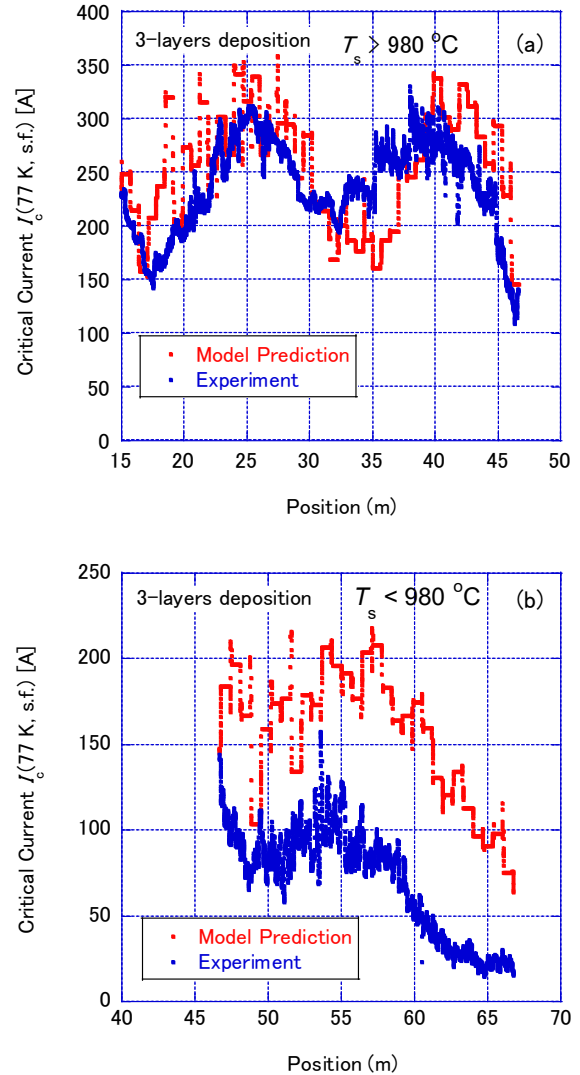 400
350
300
250
200
150
100
50
0
3-layers deposition
Ts > 980 °C
(a)
Model Prediction
Experiment
15 20 25 30 35 40 45 50
Position (m)
Critical Current Ic(77 K, s.f.) [A]
250
200
150
100
50
0
3-layers deposition
Ts < 980 °C
(b)
Model Prediction
Experiment
40 45 50 55 60 65 70
Position (m)
Critical Current Ic(77 K, s.f.) [A]